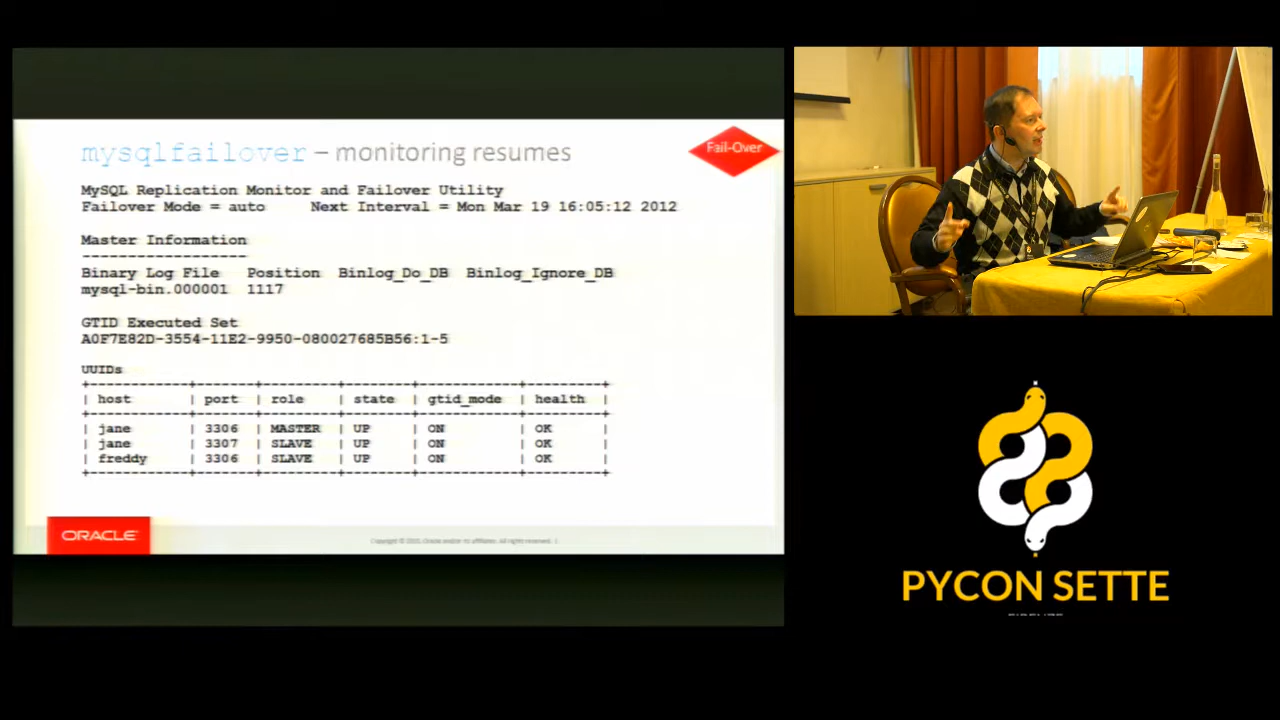 mysqlfailover – monitoring resumes
Fail-Over
MySQL Replication Monitor and Failover Utility
Failover Mode = auto     Next Interval = Mon Mar 19 16:05:12 2012
Master Information
------------------
Binary Log File   Position   Binlog_Do_DB   Binlog_Ignore_DB
mysql-bin.000001   1117
GTID Executed Set
A0F7E82D-3554-11E2-9950-080027685B56:1-5
UUIDs
| host | port | role | state | gtid_mode | health |
| jane | 3306 | MASTER | UP | ON | OK |
| jane | 3307 | SLAVE | UP | ON | OK |
| freddy | 3306 | SLAVE | UP | ON | OK |
ORACLE
PYCON SETTE